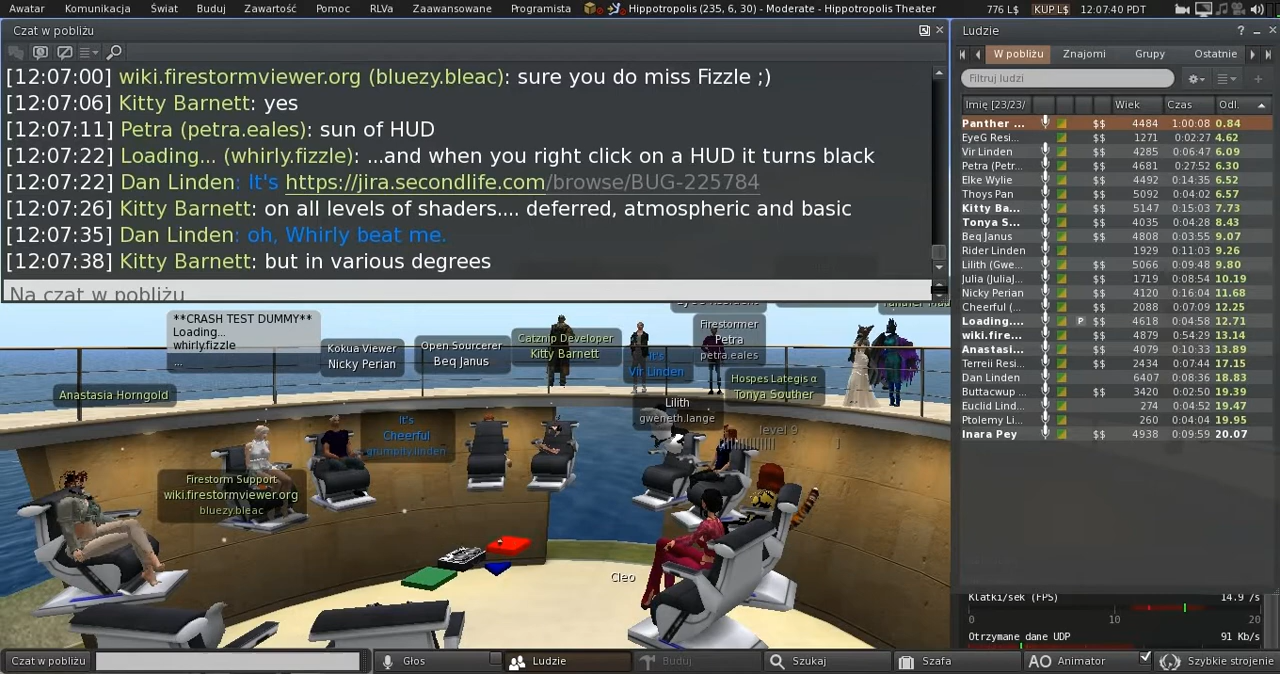 Awatar Komunikacja Świat Buduj Zawartość Pomoc RLVa Zaawansowane Programista Hippotropolis (235, 6, 30) - Moderate - Hippotropolis Theater 776 L$ KUP L$ 12:07:40 PDT
Czat w pobliżu
[12:07:00] wiki.firestormviewer.org (bluezy.bleac): sure you do miss Fizzle ;)
[12:07:06] Kitty Barnett: yes
[12:07:11] Petra (petra.eales): sun of HUD
[12:07:22] Loading... (whirly.fizzle): ...and when you right click on a HUD it turns black
[12:07:22] Dan Linden: It's https://jira.secondlife.com/browse/BUG-225784
[12:07:26] Kitty Barnett: on all levels of shaders.... deferred, atmospheric and basic
[12:07:35] Dan Linden: oh, Whirly beat me.
[12:07:38] Kitty Barnett: but in various degrees
Na czat w pobliżu
**CRASH TEST DUMMY**
Loading...
whirly.fizzle
...
Kokua Viewer
Nicky Perian
Open Sourcerer
Beq Janus
Catznip Developer
Kitty Barnett
It's
Vir Linden
Firestormer
Petra
petra.eales
Hospes Lategis α
Tonya Souther
Lilith
gweneth.lange
Anastasia Horngold
It's
Cheerful
grumpity.linden
level 9
Firestorm Support
wiki.firestormviewer.org
bluezy.bleac
Cleo
Ludzie
W pobliżu Znajomi Grupy Ostatnie
Filtruj ludzi
Imię [23/23/ Wiek Czas Odl.
Panther ... $$ 4484 1:00:08 0.84
EyeG Resi... $$ 1271 0:02:27 4.62
Vir Linden $$ 4285 0:06:47 6.09
Petra (Petr... $$ 4681 0:27:52 6.30
Elke Wylie $$ 4492 0:14:35 6.52
Thoys Pan $$ 5092 0:04:02 6.57
Kitty Ba... $$ 5147 0:15:03 7.73
Tonya S... $$ 4035 0:04:28 8.43
Beq Janus $$ 4808 0:03:55 9.07
Rider Linden 1929 0:11:03 9.26
Lilith (Gwe... $$ 5066 0:09:48 9.80
Julia (JuliaJ... $$ 1719 0:08:54 10.19
Nicky Perian $$ 4120 0:16:04 11.68
Cheerful (... $$ 2088 0:07:09 12.25
Loading.... P $$ 4618 0:04:58 12.71
wiki.fire... $$ 4879 0:54:29 13.14
Anastasi... $$ 4079 0:10:33 13.89
Terreii Res... $$ 2434 0:07:44 17.15
Dan Linden 6407 0:08:36 18.83
Buttacwup ... $$ 3420 0:02:50 19.39
Euclid Lind... 274 0:04:52 19.47
Ptolemy Li... 260 0:04:04 19.95
Inara Pey $$ 4938 0:09:59 20.07
Klatki/sek (FPS) 14.9 /s
0 10 20
Otrzymane dane UDP 91 Kb/s
Czat w pobliżu Głos Ludzie Buduj Szukaj Szafa AO Animator Szybkie strojenie